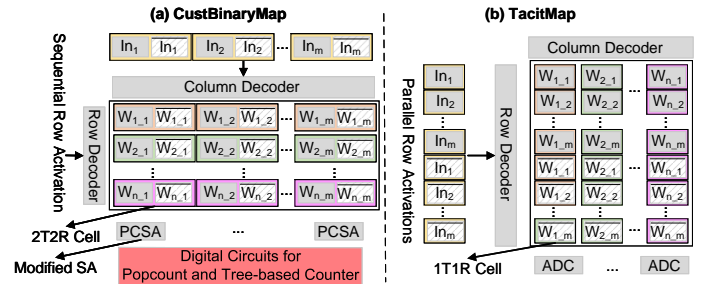 (a) CustBinaryMap
In1 In1 In2 In2 ... Inm Inm
Sequential Row Activation
Column Decoder
Row Decoder
W1_1 W1_1 W1_2 W1_2 ... W1_m W1_m
W2_1 W2_1 W2_2 W2_2 ... W2_m W2_m
Wn_1 Wn_1 Wn_2 Wn_2 ... Wn_m Wn_m
2T2R Cell
PCSA ... PCSA
Modified SA
Digital Circuits for
Popcount and Tree-based Counter
(b) TacitMap
Column Decoder
Parallel Row Activations
Row Decoder
In1
In2
Inm
In1
In2
Inm
W1_1 W2_1 Wn_1
W1_2 W2_2 ... Wn_2
W1_m W2_m Wn_m
W1_1 W2_1 ... Wn_1
W1_2 W2_2 Wn_2
W1_m W2_m Wn_m
1T1R Cell
ADC ... ADC